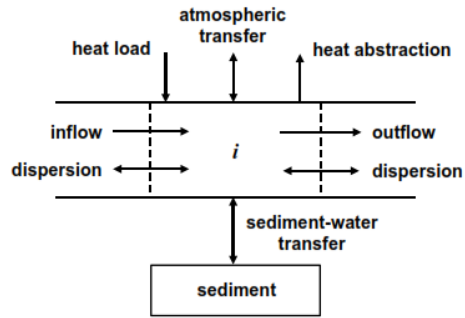 atmospheric
transfer
heat load
heat abstraction
inflow
outflow
i
dispersion
dispersion
sediment-water
transfer
sediment